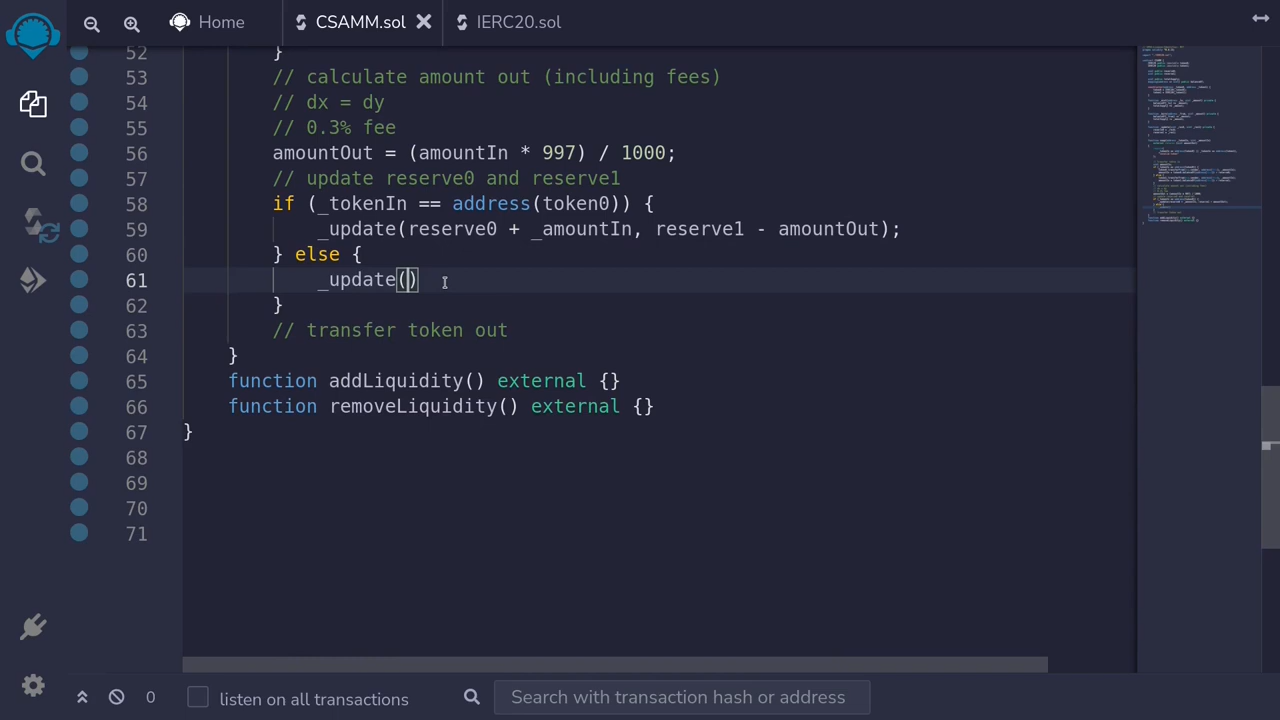 Home
CSAMM.sol
IERC20.sol
52 }
53 // calculate amount out (including fees)
54 // dx = dy
55 // 0.3% fee
56 amountOut = (amountIn * 997) / 1000;
57 // update reserve0 and reserve1
58 if (_tokenIn == address(token0)) {
59 _update(reserve0 + _amountIn, reserve1 - amountOut);
60 } else {
61 _update()
62 }
63 // transfer token out
64 }
65 function addLiquidity() external {}
66 function removeLiquidity() external {}
67 }
68
69
70
71
0
listen on all transactions
Search with transaction hash or address